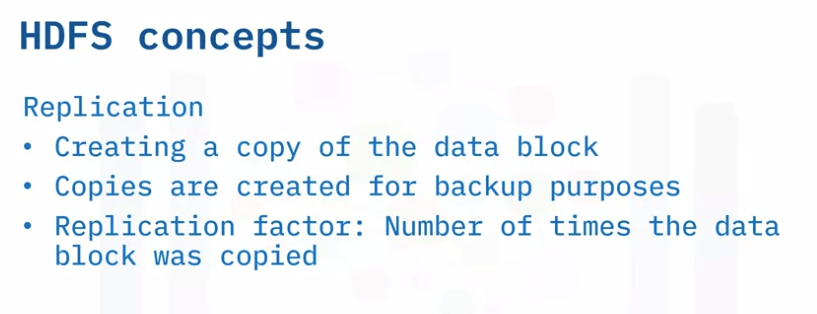 HDFS concepts
Replication
• Creating a copy of the data block
• Copies are created for backup purposes
• Replication factor: Number of times the data
block was copied